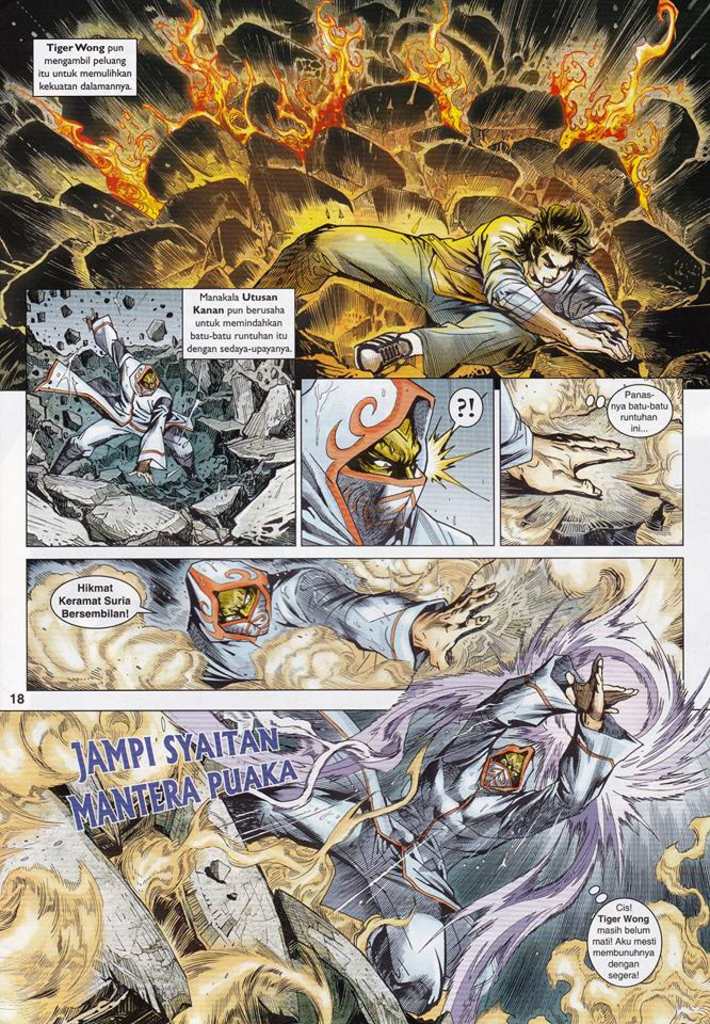 Tiger Wong pun
mengambil peluang
itu untuk memulihkan
kekuatan dalamannya.
Manakala Utusan
Kanan pun berusaha
untuk memindahkan
batu-batu runtuhan itu
dengan sedaya-upayanya.
?!
Panas-
nya batu-batu
runtuhan
ini...
Hikmat
Keramat Suria
Bersembilan!
18
JAMPI SYAITAN
MANTERA PUAKA
Cis!
Tiger Wong
masih belum
mati! Aku mesti
membunuhnya
dengan
segera!